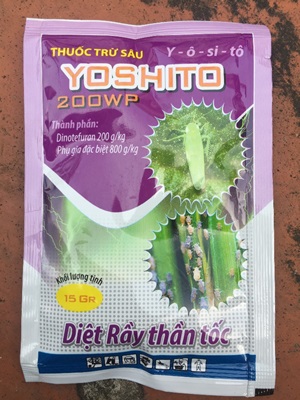 THUỐC TRỪ SÂU
Y - ô - si - tô
YOSHITO
200WP
Thành phần:
Dinotefuran 200 g/kg
Phụ gia đặc biệt 800 g/kg
Khối lượng tịnh
15 GR
Diệt Rầy thần tốc